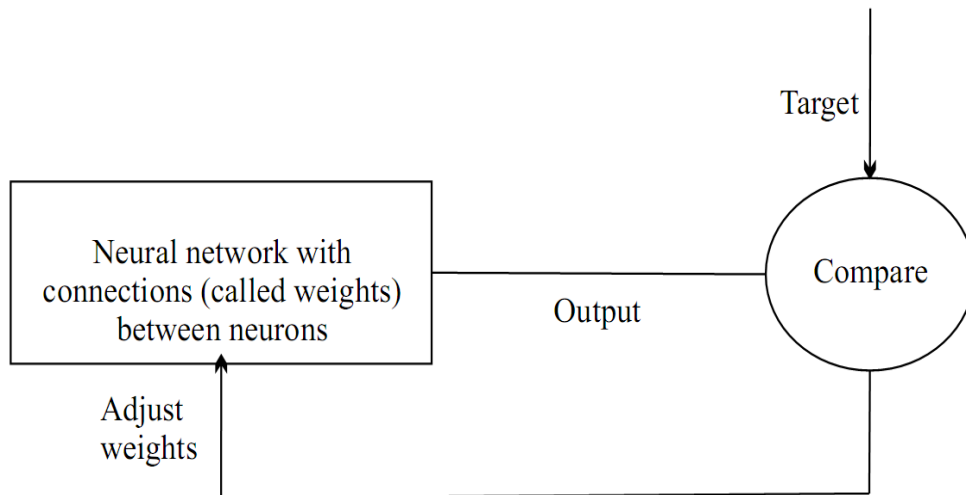 Target
Neural network with
connections (called weights)
between neurons
Compare
Output
Adjust
weights